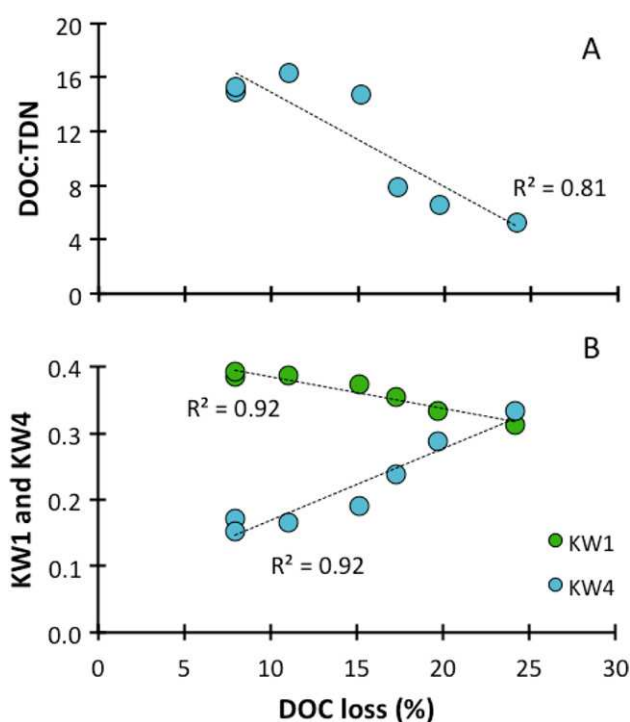 A
20
16
12
8
4
0
DOC:TDN
R² = 0.81
B
0.4
0.3
0.2
0.1
0.0
KW1 and KW4
R² = 0.92
R² = 0.92
KW1
KW4
0 5 10 15 20 25 30
DOC loss (%)